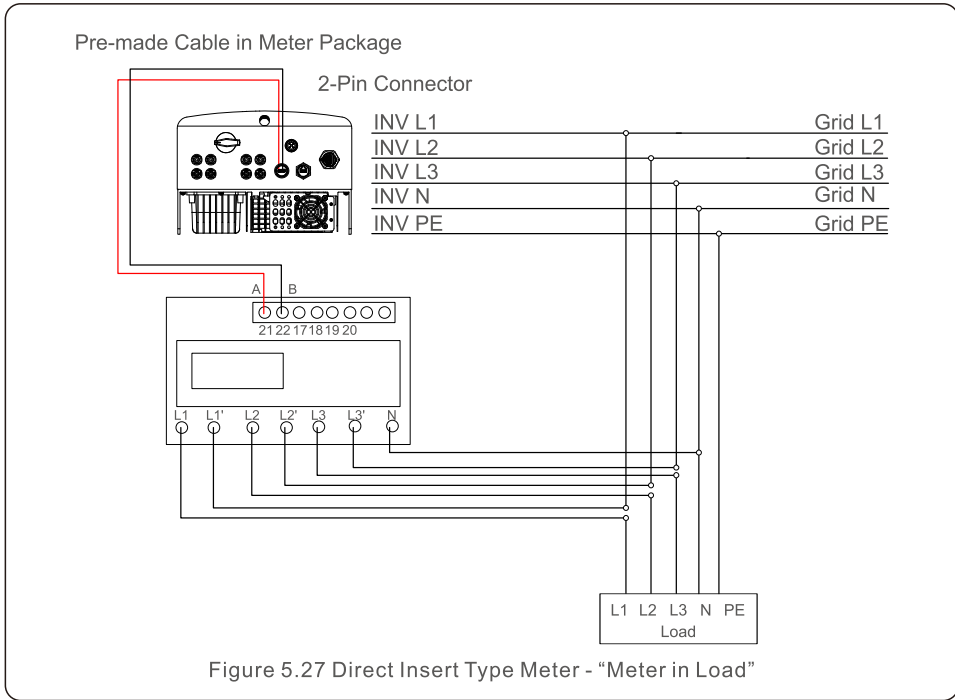 Pre-made Cable in Meter Package
2-Pin Connector
INV L1 Grid L1
INV L2 Grid L2
INV L3 Grid L3
INV N Grid N
INV PE Grid PE
A B
21 22 17 18 19 20
L1 L1' L2 L2' L3 L3' N
L1 L2 L3 N PE
Load
Figure 5.27 Direct Insert Type Meter - “Meter in Load”